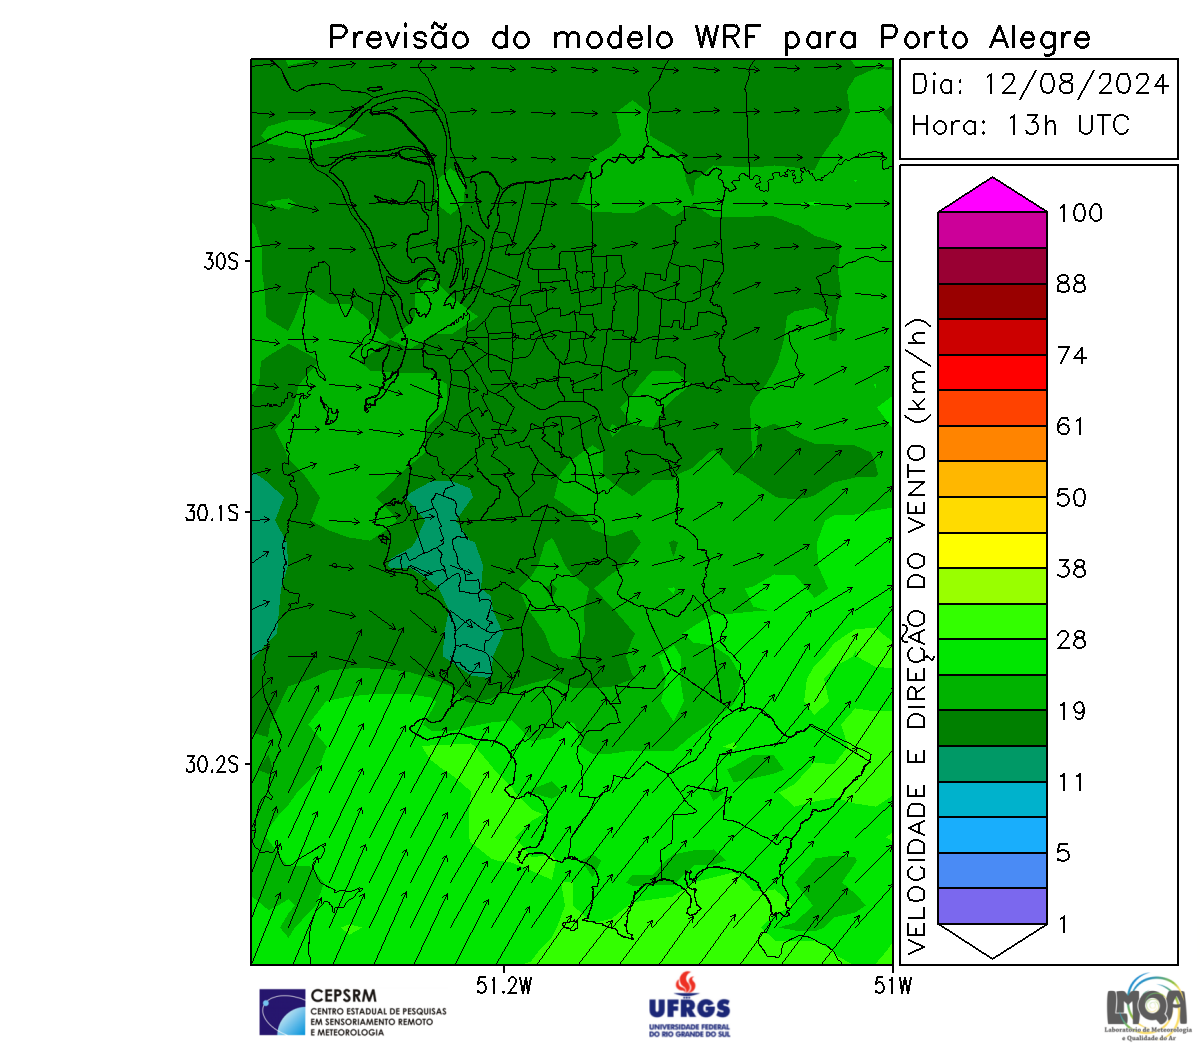 Previsão do modelo WRF para Porto Alegre
Dia: 12/08/2024
Hora: 13h UTC
30S
30.1S
30.2S
51.2W
51W
VELOCIDADE E DIREÇÃO DO VENTO (km/h)
100
88
74
61
50
38
28
19
11
5
1
CEPSRM
CENTRO ESTADUAL DE PESQUISAS
EM SENSORIAMENTO REMOTO
E METEOROLOGIA
UFRGS
UNIVERSIDADE FEDERAL
DO RIO GRANDE DO SUL
LMQA
Laboratório de Meteorologia
e Qualidade do Ar